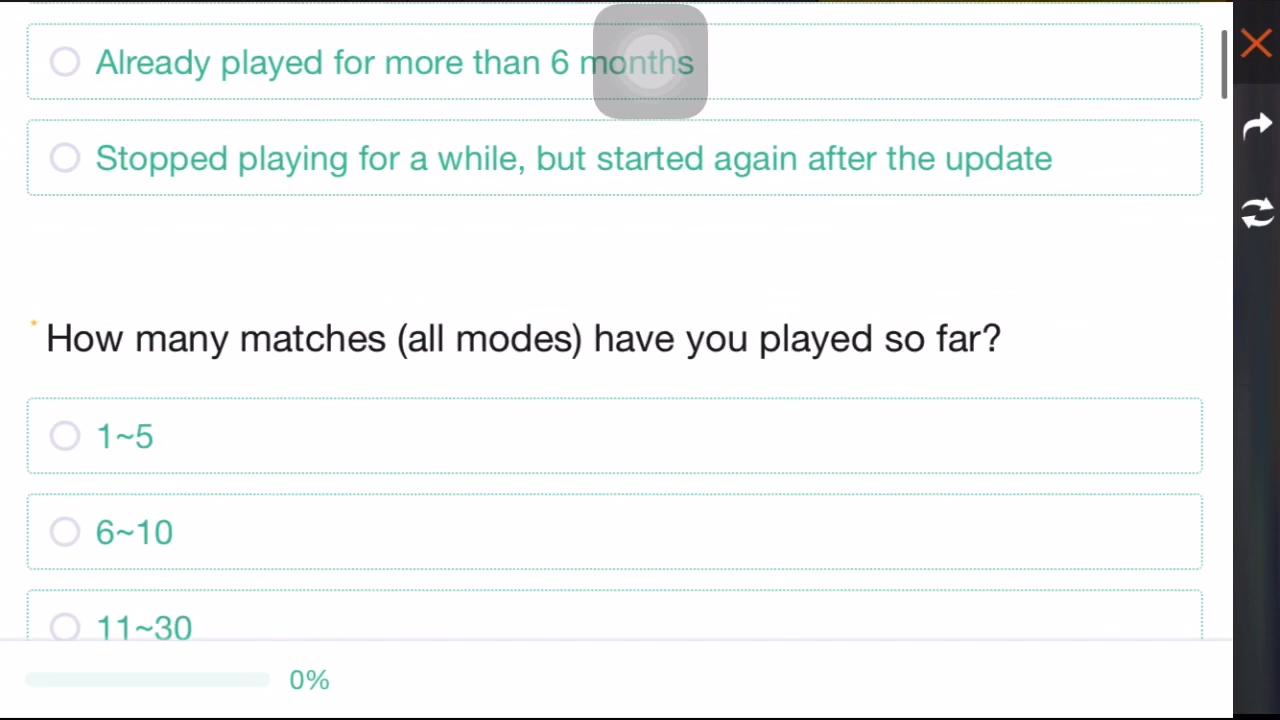 Already played for more than 6 months
Stopped playing for a while, but started again after the update
* How many matches (all modes) have you played so far?
1~5
6~10
11~30
0%